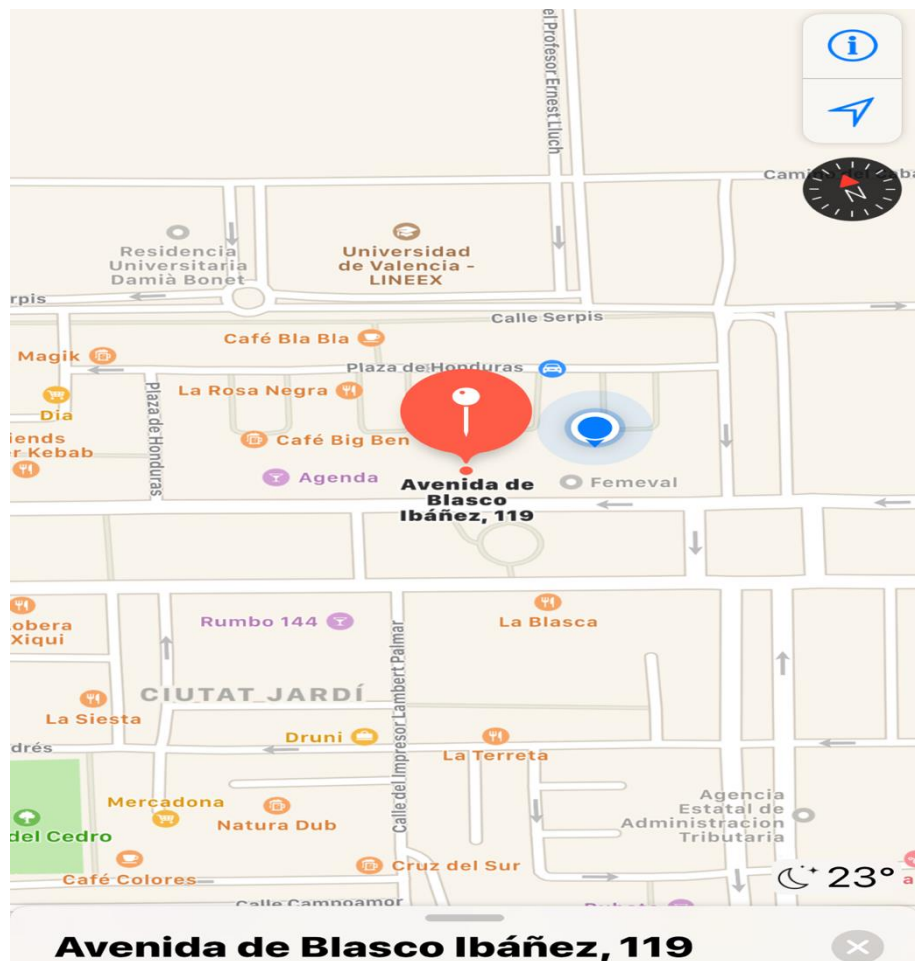 el Profesor Ernest Lluch
Residencia
Universitaria
Damià Bonet
Universidad
de Valencia -
LINEEX
N
rpis
Calle Serpis
Café Bla Bla
Magik
Plaza de Honduras
La Rosa Negra
Dia
Plaza de Honduras
iends
r Kebab
Café Big Ben
Agenda
Avenida de
Blasco
Ibáñez, 119
Femeval
obera
Xiqui
Rumbo 144
La Blasca
Calle del Impresor Lambert Palmar
CIUTAT JARDÍ
La Siesta
drés
Druni
La Terreta
Mercadona
Natura Dub
Agencia
Estatal de
Administracion
Tributaria
del Cedro
Café Colores
Cruz del Sur
23°
Calle Campoamor
Avenida de Blasco Ibáñez, 119